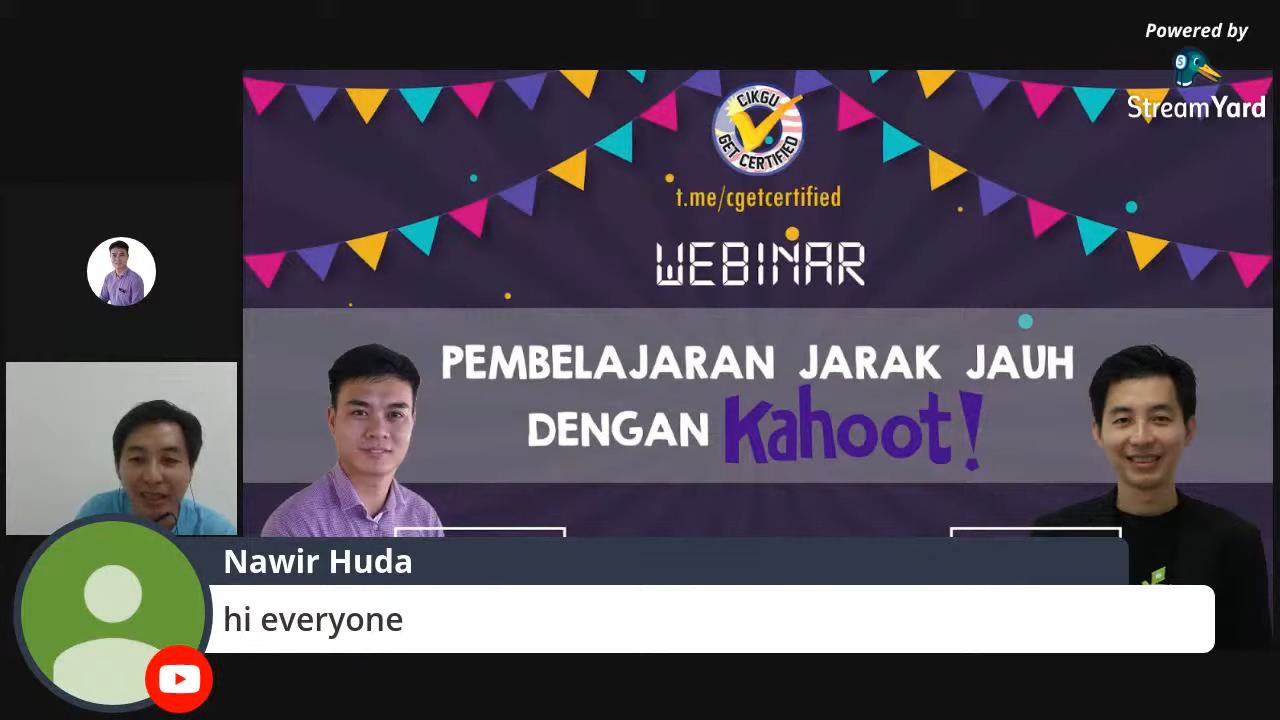 Powered by
StreamYard
CIKGU
GET CERTIFIED
t.me/cgetcertified
WEBINAR
PEMBELAJARAN JARAK JAUH
DENGAN Kahoot!
Nawir Huda
hi everyone